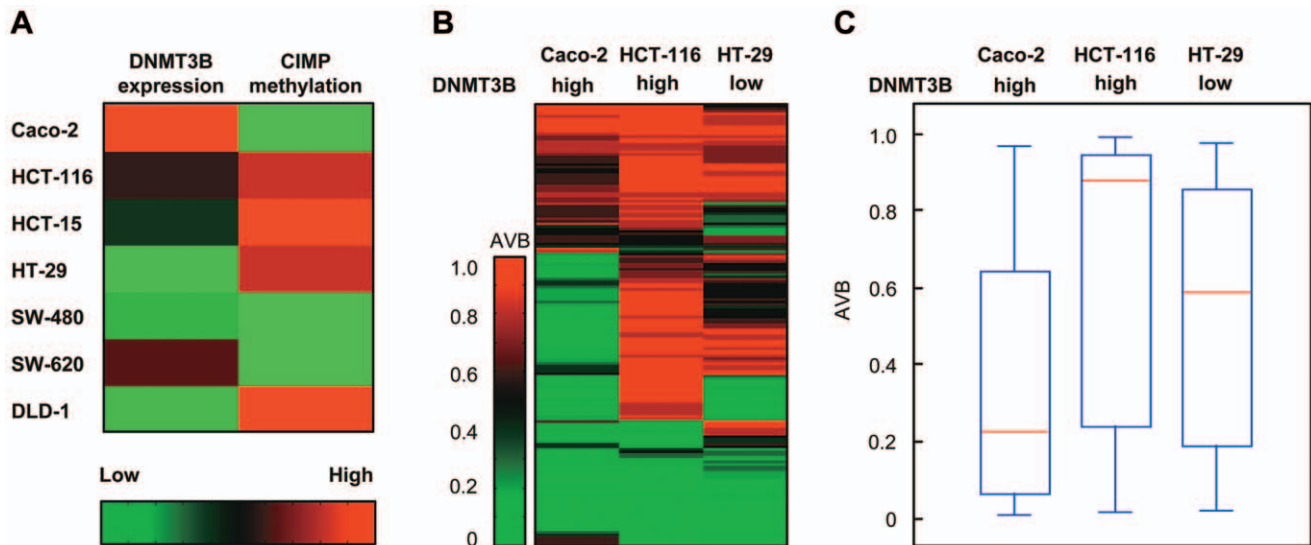 A
DNMT3B expression
CIMP methylation
Caco-2
HCT-116
HCT-15
HT-29
SW-480
SW-620
DLD-1
Low
High
B
Caco-2 HCT-116 HT-29
DNMT3B high high low
AVB
1.0
0.8
0.6
0.4
0.2
0
C
Caco-2 HCT-116 HT-29
DNMT3B high high low
AVB
1.0
0.8
0.6
0.4
0.2
0